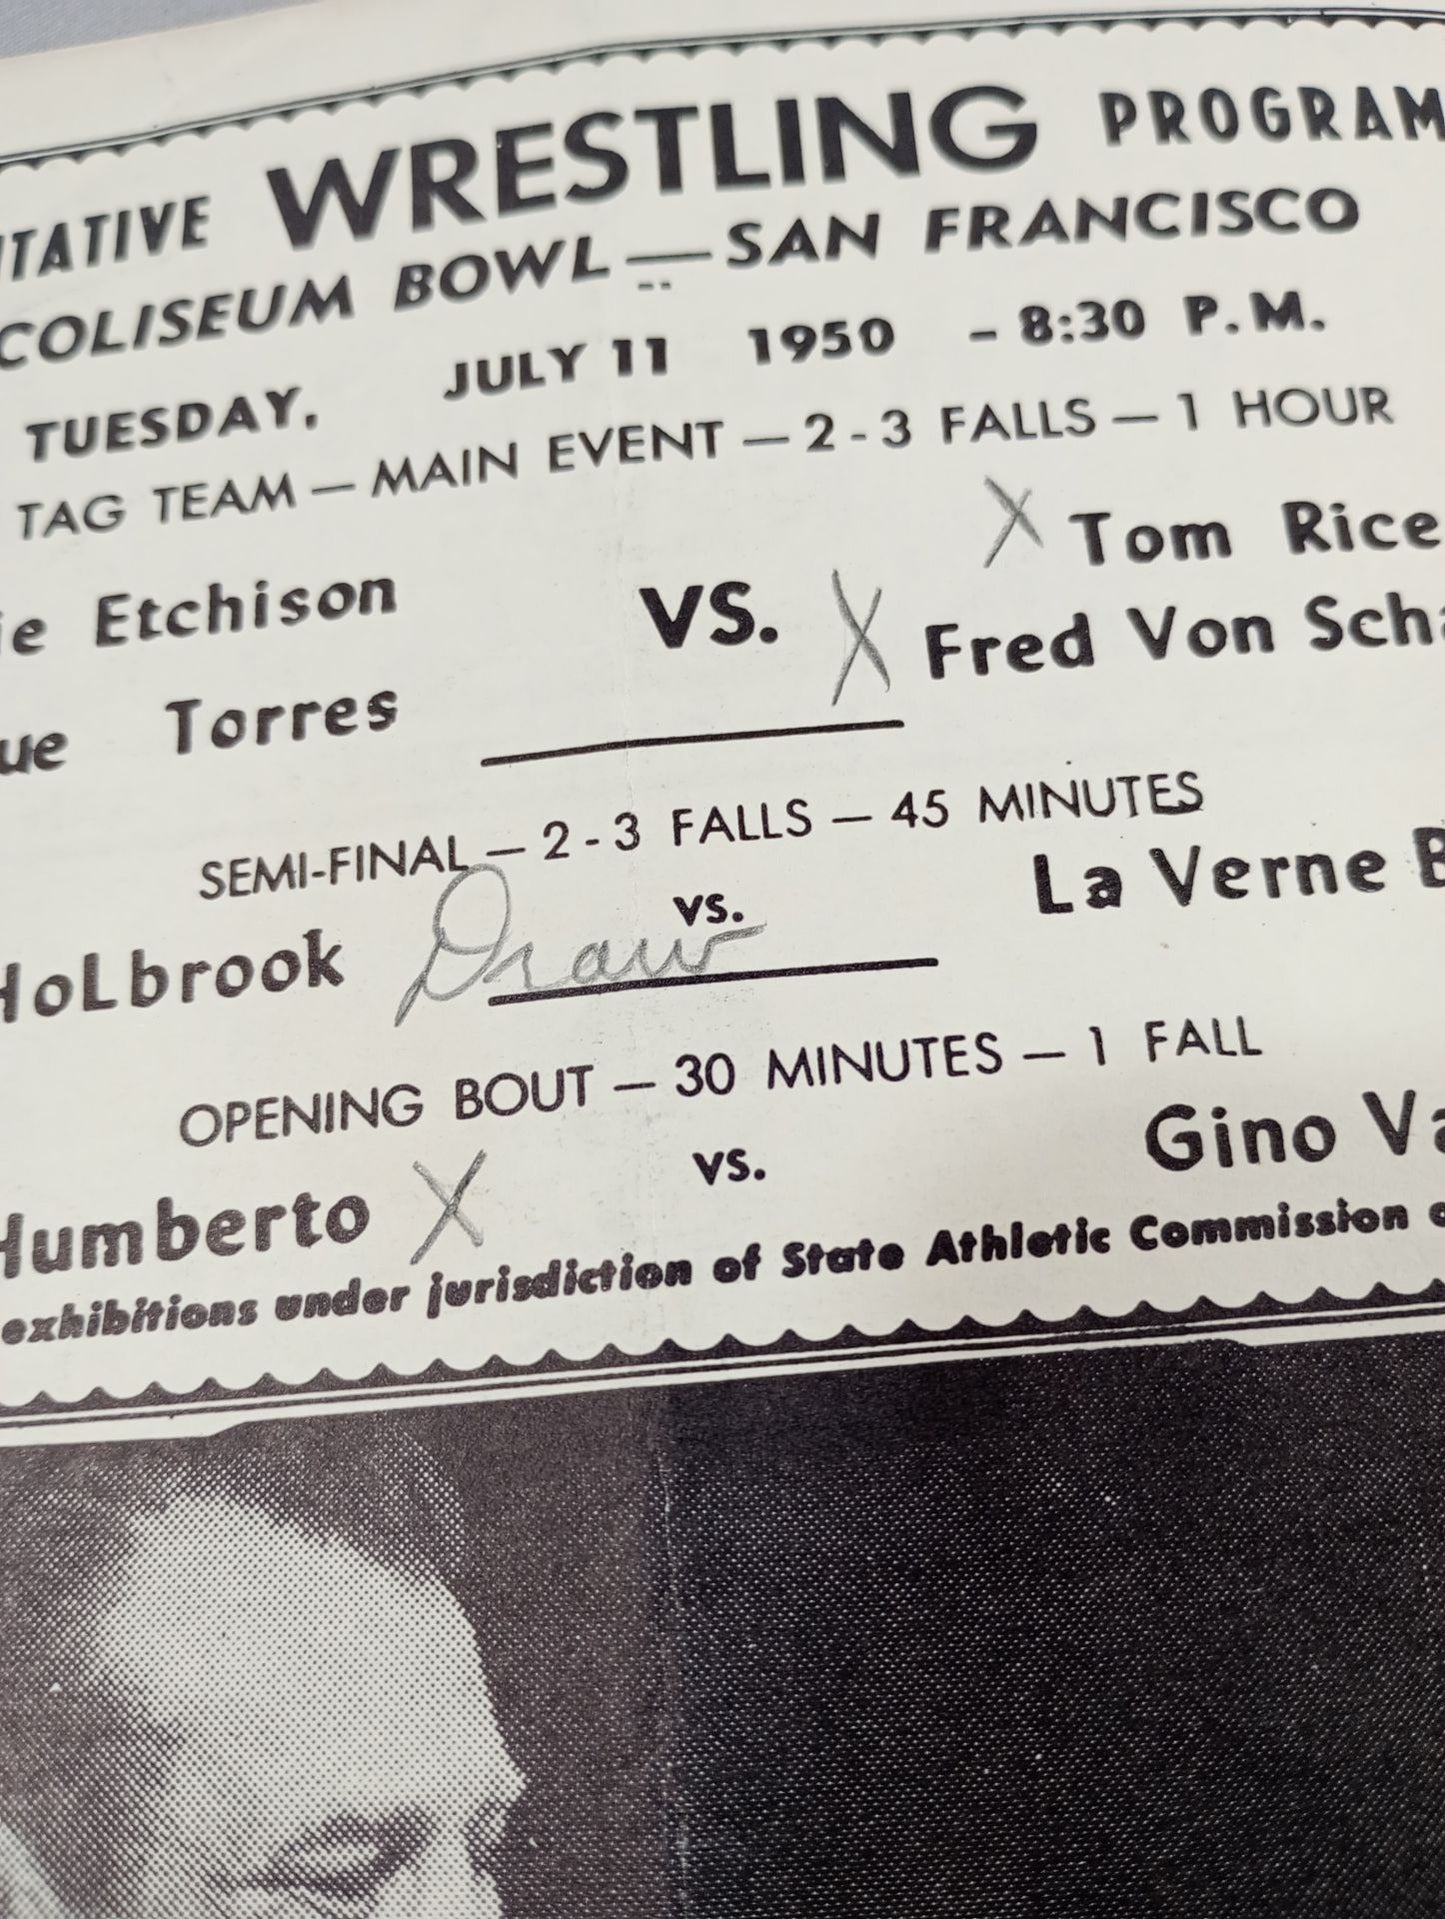 TATIVE WRESTLING PROGRAM
COLISEUM BOWL — SAN FRANCISCO
TUESDAY, JULY 11 1950 - 8:30 P.M.
TAG TEAM — MAIN EVENT — 2-3 FALLS — 1 HOUR
X Tom Rice
ie Etchison VS. X Fred Von Scha
ue Torres
SEMI-FINAL — 2-3 FALLS — 45 MINUTES
HoLbrook Draw vs. La Verne B
OPENING BOUT — 30 MINUTES — 1 FALL
Humberto X vs. Gino Va
exhibitions under jurisdiction of State Athletic Commission